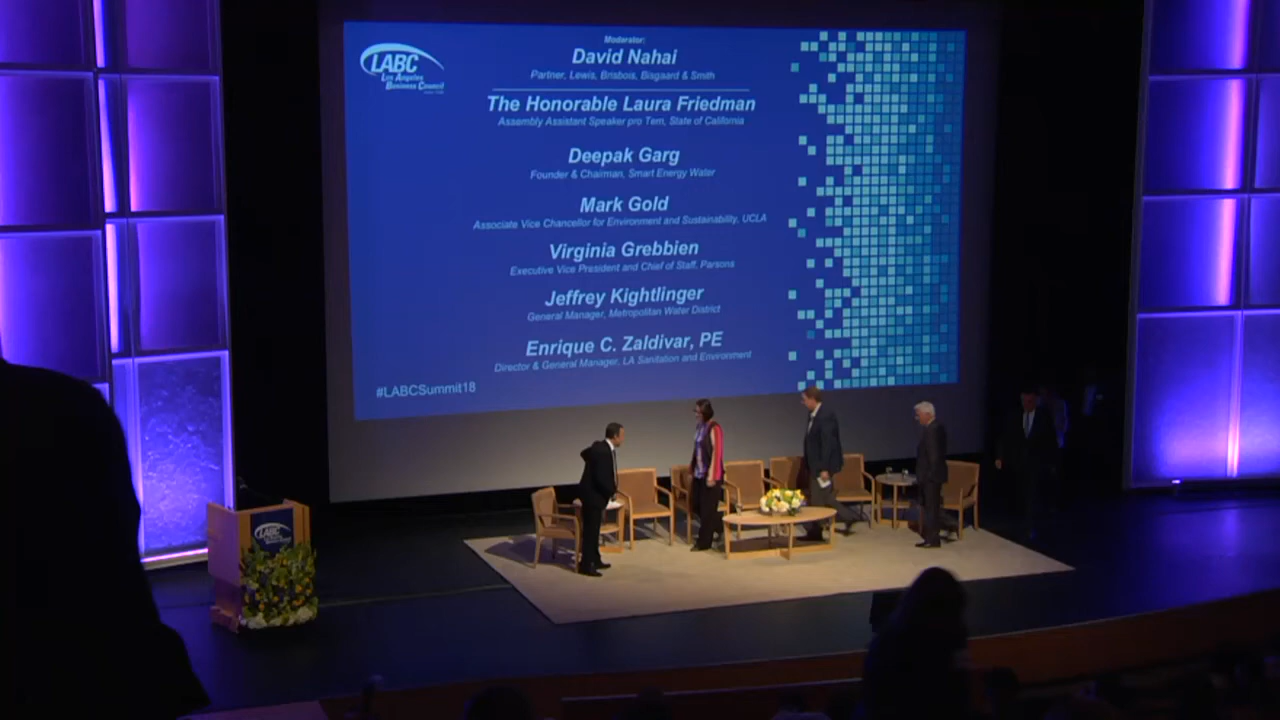 LABC
Los Angeles
Business Council
Moderator:
David Nahai
Partner, Lewis, Brisbois, Bisgaard & Smith
The Honorable Laura Friedman
Assembly Assistant Speaker pro Tem, State of California
Deepak Garg
Founder & Chairman, Smart Energy Water
Mark Gold
Associate Vice Chancellor for Environment and Sustainability, UCLA
Virginia Grebbien
Executive Vice President and Chief of Staff, Parsons
Jeffrey Kightlinger
General Manager, Metropolitan Water District
Enrique C. Zaldivar, PE
Director & General Manager, LA Sanitation and Environment
#LABCSummit18
LABC